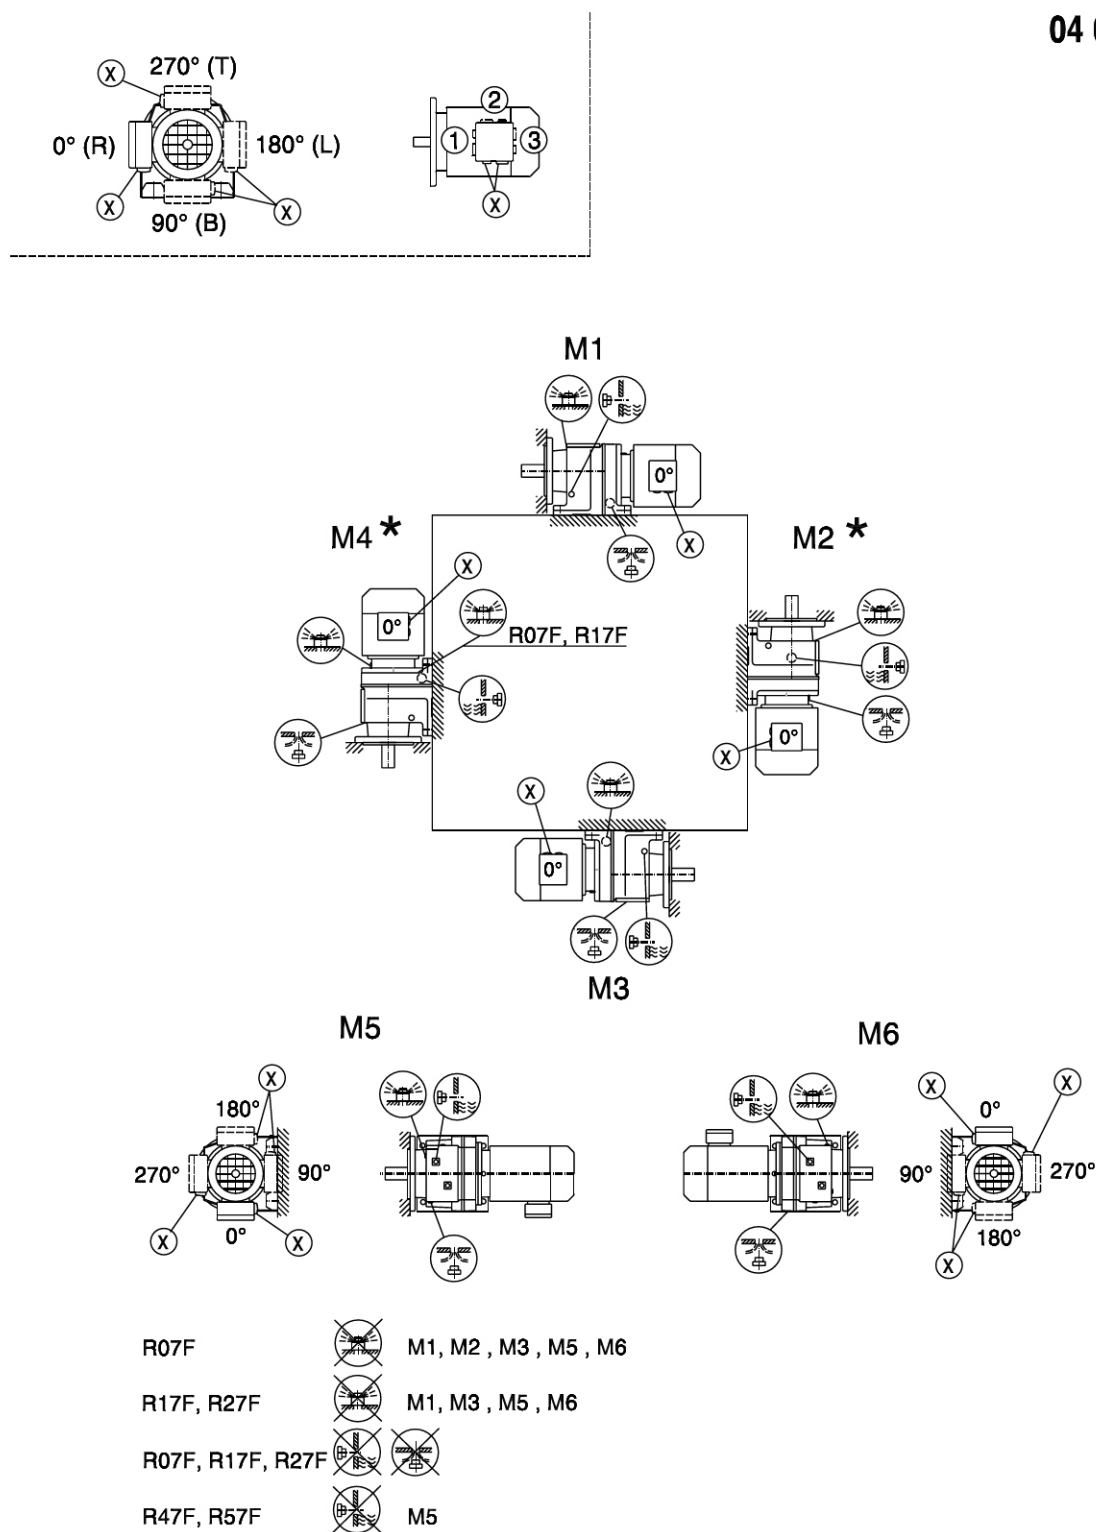 04
270° (T)
X
0° (R)
180° (L)
X
X
90° (B)
2
1
3
X
M1
0°
X
M4 *
M2 *
X
0°
R07F, R17F
X
0°
X
0°
M3
M5
M6
X
180°
270°
90°
X
0°
X
X
X
0°
90°
270°
180°
X
R07F M1, M2 , M3 , M5 , M6
R17F, R27F M1, M3 , M5 , M6
R07F, R17F, R27F
R47F, R57F M5